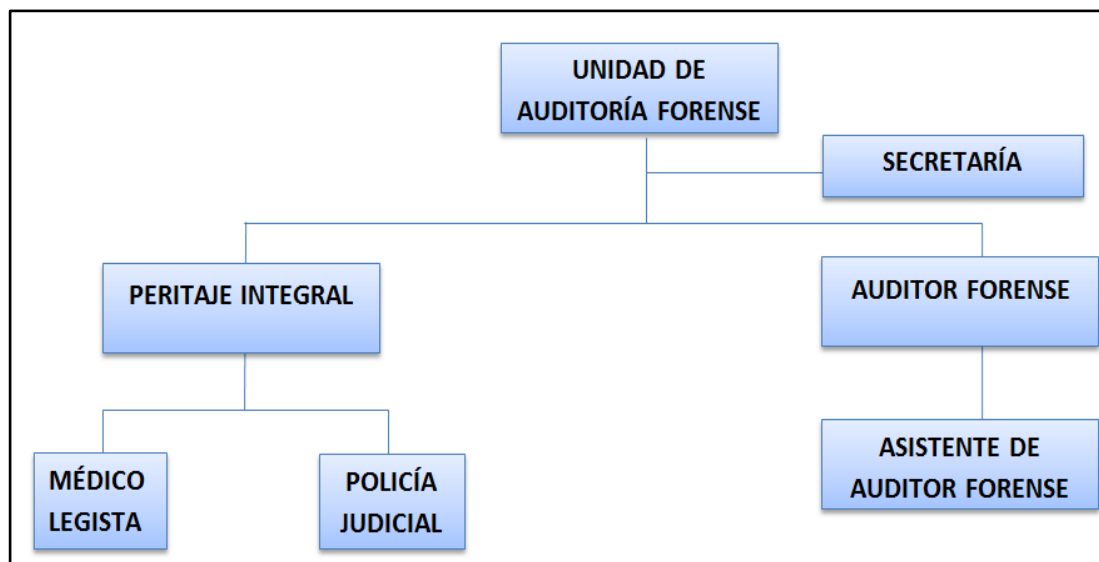 UNIDAD DE
AUDITORÍA FORENSE
SECRETARÍA
PERITAJE INTEGRAL
AUDITOR FORENSE
MÉDICO
LEGISTA
POLICÍA
JUDICIAL
ASISTENTE DE
AUDITOR FORENSE